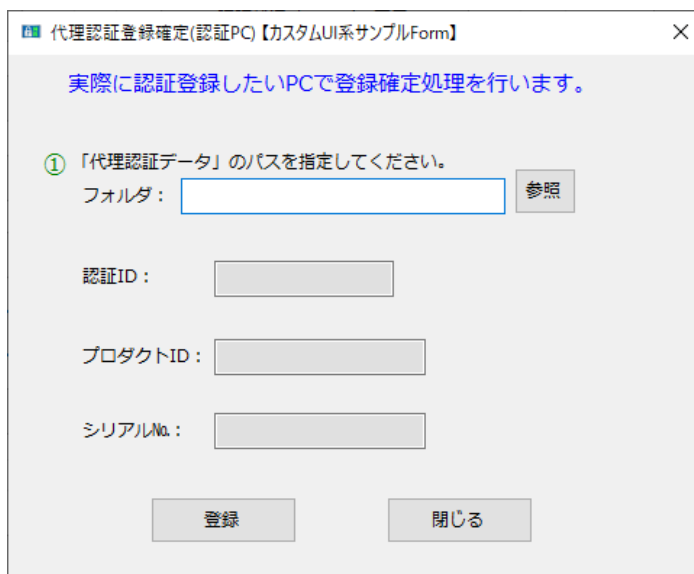 代理認証登録確定(認証PC)【カスタムUI系サンプルForm】
実際に認証登録したいPCで登録確定処理を行います。
① 「代理認証データ」のパスを指定してください。
フォルダ： 参照
認証ID：
プロダクトID：
シリアル№：
登録 閉じる